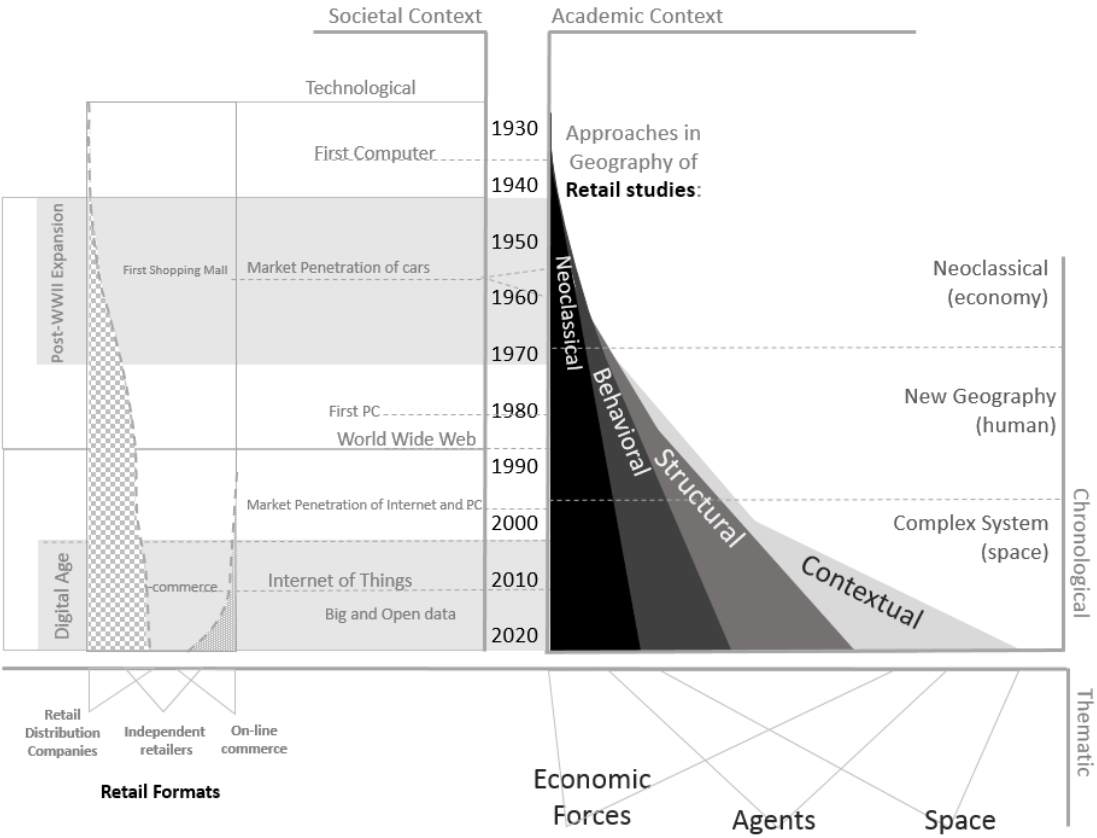 Societal Context
Academic Context
Technological
First Computer
Post-WWII Expansion
First Shopping Mall
Market Penetration of cars
First PC
World Wide Web
Market Penetration of Internet and PC
Digital Age
-commerce
Internet of Things
Big and Open data
1930
1940
1950
1960
1970
1980
1990
2000
2010
2020
Approaches in
Geography of
Retail studies:
Neoclassical
Behavioral
Structural
Contextual
Neoclassical
(economy)
New Geography
(human)
Complex System
(space)
Chronological
Thematic
Retail
Distribution
Companies
Independent
retailers
On-line
commerce
Retail Formats
Economic
Forces
Agents
Space